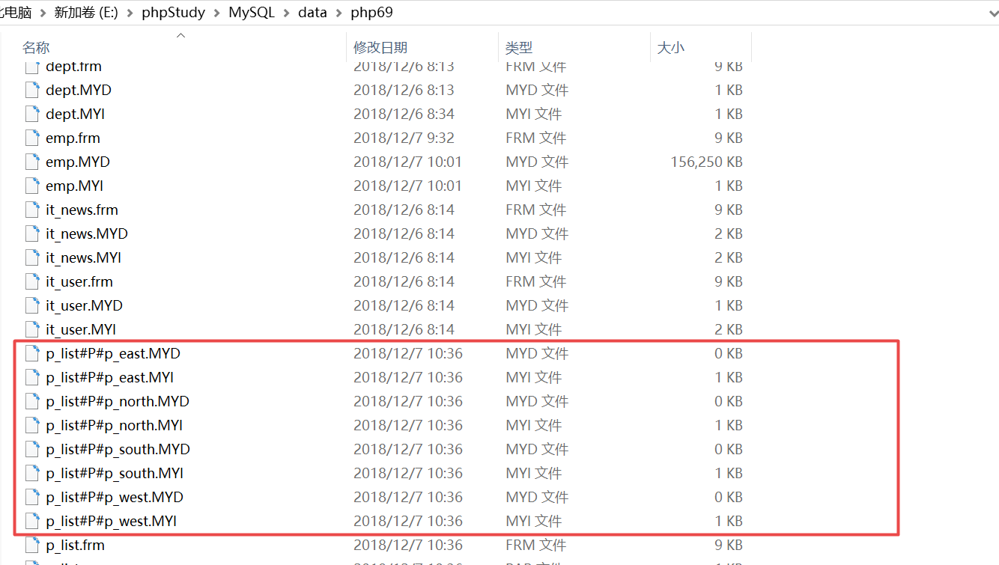 电脑 > 新加卷 (E:) > phpStudy > MySQL > data > php69
名称 修改日期 类型 大小
dept.frm 2018/12/6 8:13 FRM 文件 9 KB
dept.MYD 2018/12/6 8:13 MYD 文件 1 KB
dept.MYI 2018/12/6 8:34 MYI 文件 1 KB
emp.frm 2018/12/7 9:32 FRM 文件 9 KB
emp.MYD 2018/12/7 10:01 MYD 文件 156,250 KB
emp.MYI 2018/12/7 10:01 MYI 文件 1 KB
it_news.frm 2018/12/6 8:14 FRM 文件 9 KB
it_news.MYD 2018/12/6 8:14 MYD 文件 2 KB
it_news.MYI 2018/12/6 8:14 MYI 文件 2 KB
it_user.frm 2018/12/6 8:14 FRM 文件 9 KB
it_user.MYD 2018/12/6 8:14 MYD 文件 1 KB
it_user.MYI 2018/12/6 8:14 MYI 文件 2 KB
p_list#P#p_east.MYD 2018/12/7 10:36 MYD 文件 0 KB
p_list#P#p_east.MYI 2018/12/7 10:36 MYI 文件 1 KB
p_list#P#p_north.MYD 2018/12/7 10:36 MYD 文件 0 KB
p_list#P#p_north.MYI 2018/12/7 10:36 MYI 文件 1 KB
p_list#P#p_south.MYD 2018/12/7 10:36 MYD 文件 0 KB
p_list#P#p_south.MYI 2018/12/7 10:36 MYI 文件 1 KB
p_list#P#p_west.MYD 2018/12/7 10:36 MYD 文件 0 KB
p_list#P#p_west.MYI 2018/12/7 10:36 MYI 文件 1 KB
p_list.frm 2018/12/7 10:36 FRM 文件 9 KB